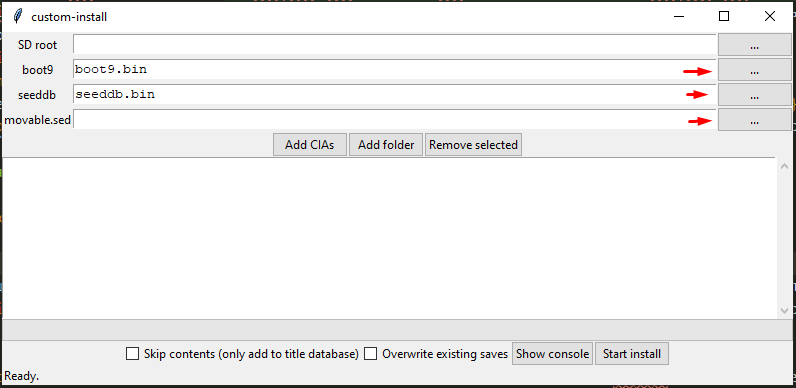 custom-install
SD root ...
boot9 boot9.bin ...
seeddb seeddb.bin ...
movable.sed ...
Add CIAs Add folder Remove selected
Skip contents (only add to title database) Overwrite existing saves Show console Start install
Ready.